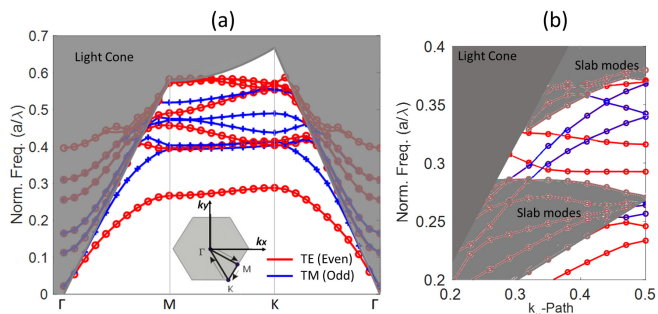 (a)
Norm. Freq. (a/λ)
0.7
0.6
0.5
0.4
0.3
0.2
0.1
0
Light Cone
ky
kx
Γ
M
K
TE (Even)
TM (Odd)
Γ
M
K
Γ
(b)
Norm. Freq. (a/λ)
0.4
0.35
0.3
0.25
0.2
Light Cone
Slab modes
Slab modes
0.2
0.3
0.4
0.5
k -Path